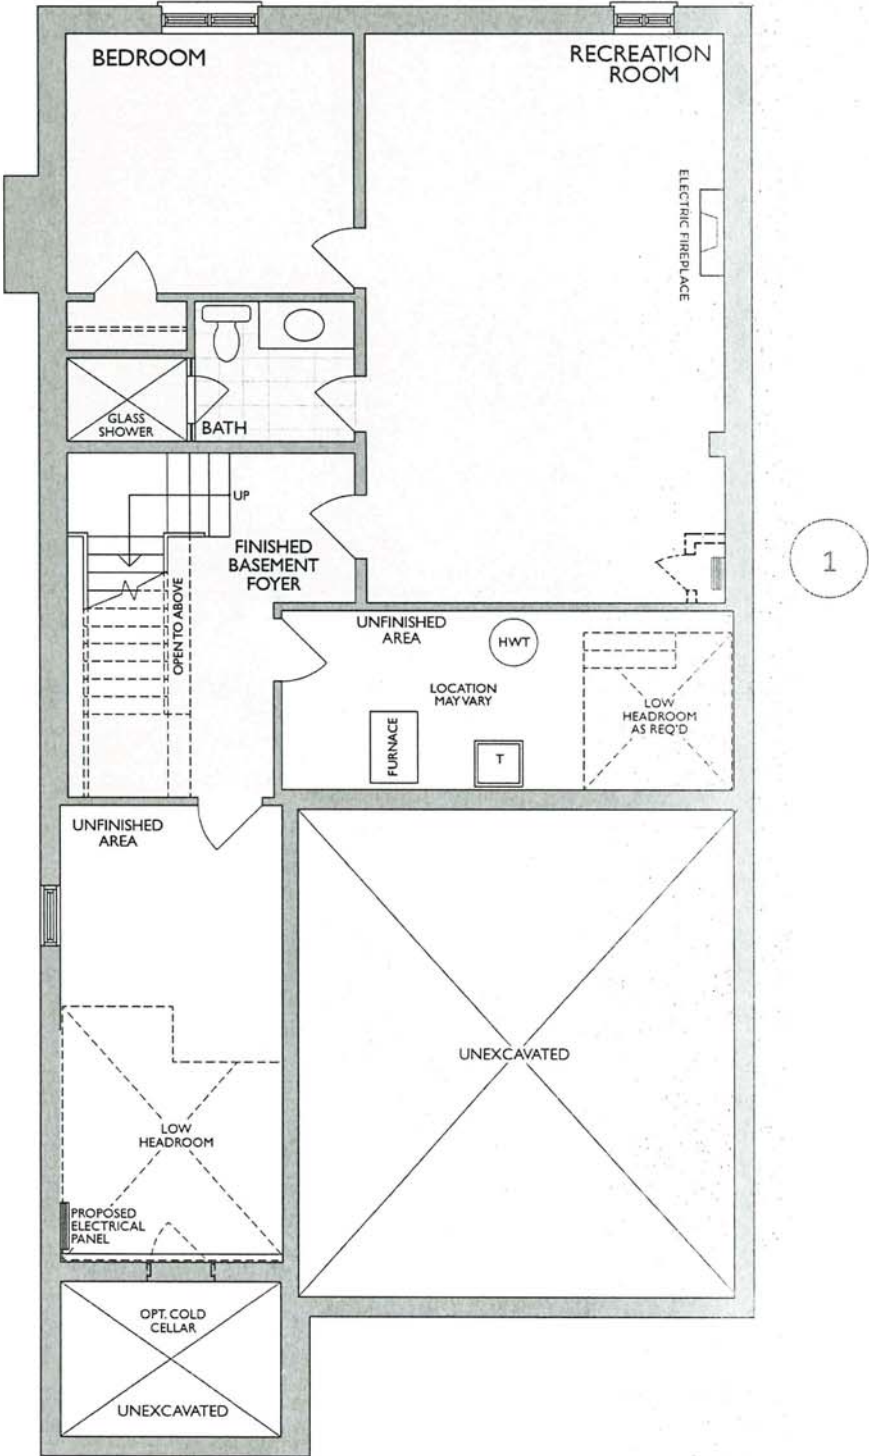 BEDROOM
RECREATION
ROOM
ELECTRIC FIREPLACE
GLASS
SHOWER
BATH
UP
FINISHED
BASEMENT
FOYER
OPEN TO ABOVE
1
UNFINISHED
AREA
HWT
LOCATION
MAY VARY
FURNACE
T
LOW
HEADROOM
AS REQ'D
UNFINISHED
AREA
UNEXCAVATED
LOW
HEADROOM
PROPOSED
ELECTRICAL
PANEL
OPT. COLD
CELLAR
UNEXCAVATED